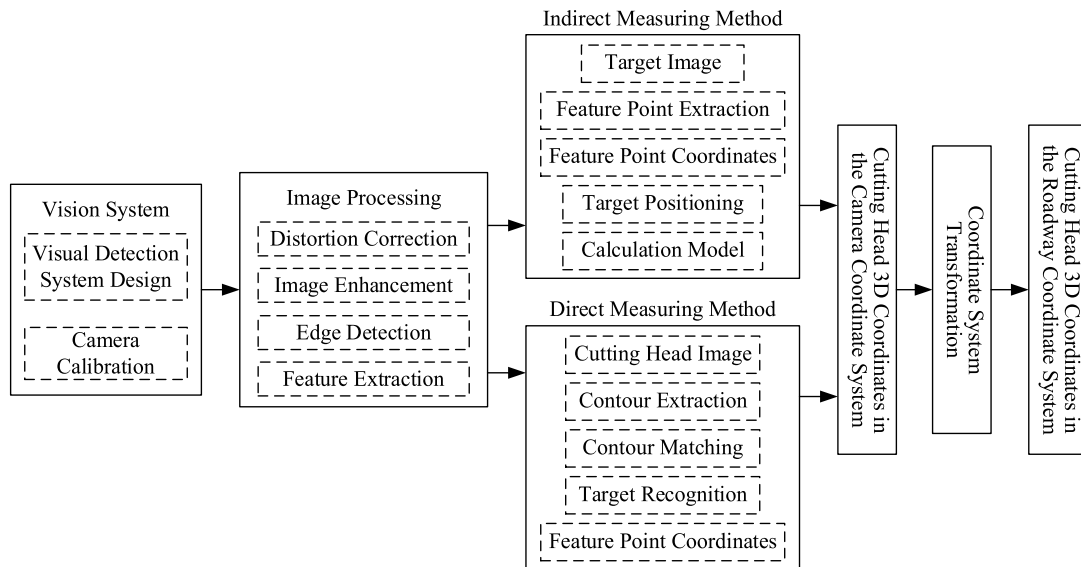 Vision System
Visual Detection
System Design
Camera
Calibration
Image Processing
Distortion Correction
Image Enhancement
Edge Detection
Feature Extraction
Indirect Measuring Method
Target Image
Feature Point Extraction
Feature Point Coordinates
Target Positioning
Calculation Model
Direct Measuring Method
Cutting Head Image
Contour Extraction
Contour Matching
Target Recognition
Feature Point Coordinates
Cutting Head 3D Coordinates in
the Camera Coordinate System
Coordinate System
Transformation
Cutting Head 3D Coordinates in
the Roadway Coordinate System